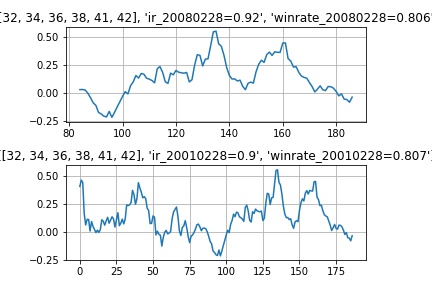 [32, 34, 36, 38, 41, 42], 'ir_20080228=0.92', 'winrate_20080228=0.806'
0.50
0.25
0.00
−0.25
80 100 120 140 160 180
[[32, 34, 36, 38, 41, 42], 'ir_20010228=0.9', 'winrate_20010228=0.807']
0.50
0.25
0.00
−0.25
0 25 50 75 100 125 150 175